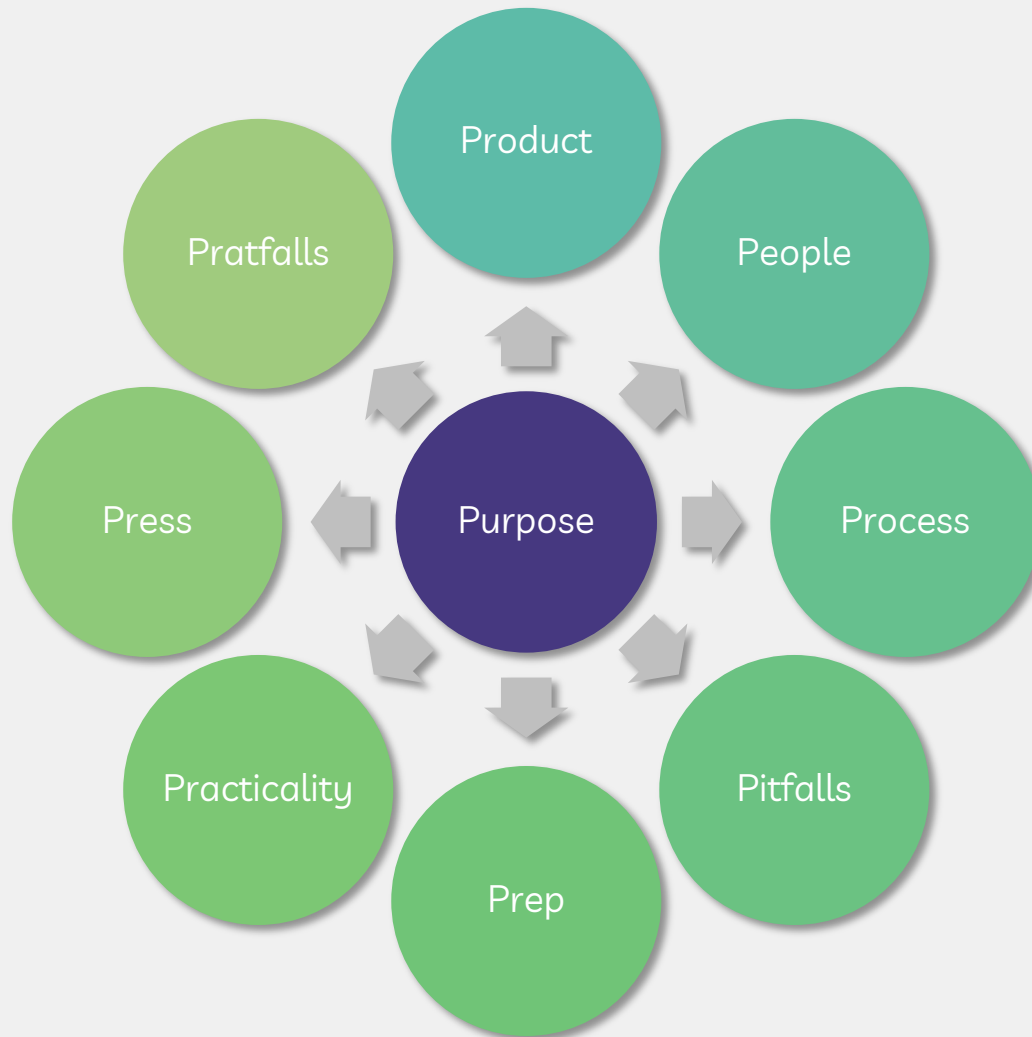 Product
People
Process
Pitfalls
Prep
Practicality
Press
Pratfalls
Purpose